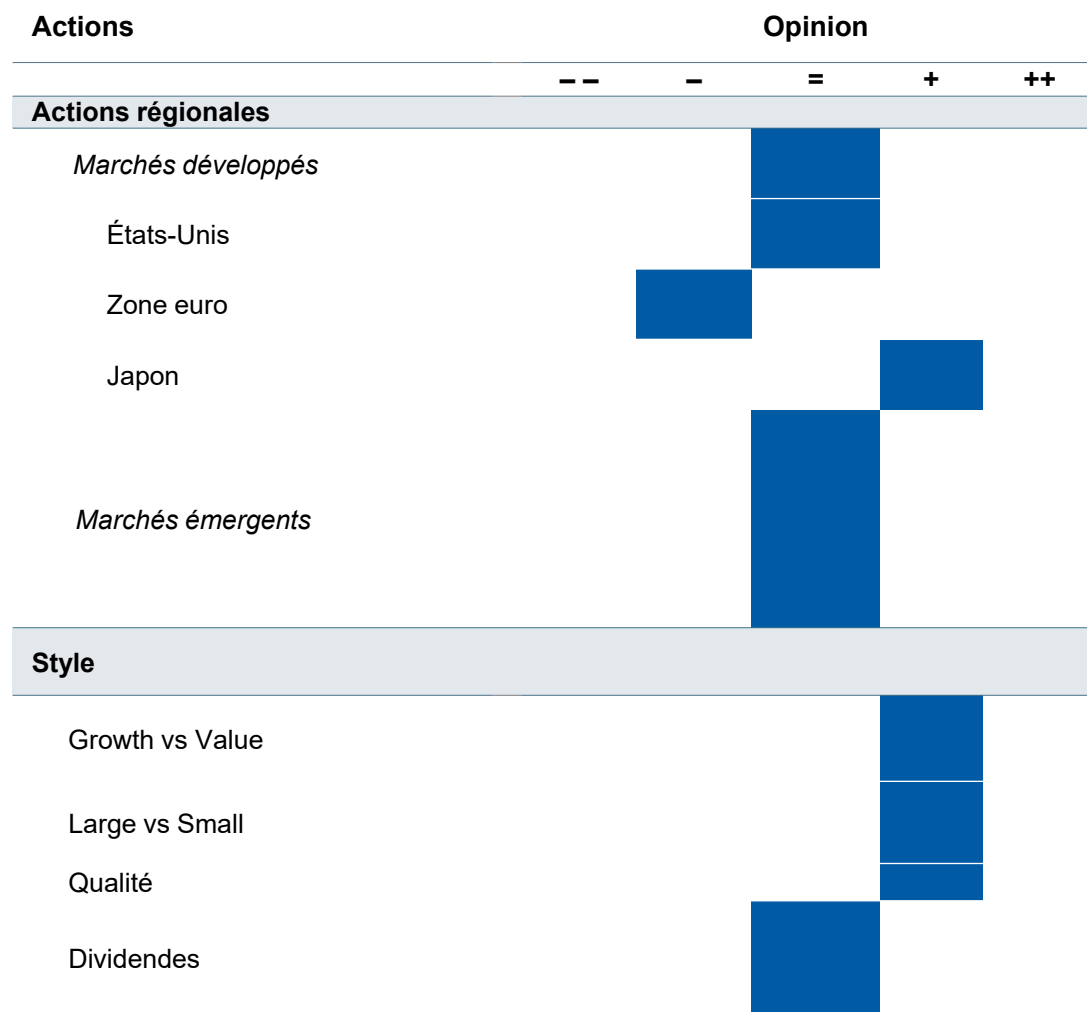 Actions Opinion
– – – = + ++
Actions régionales
Marchés développés
États-Unis
Zone euro
Japon
Marchés émergents
Style
Growth vs Value
Large vs Small
Qualité
Dividendes